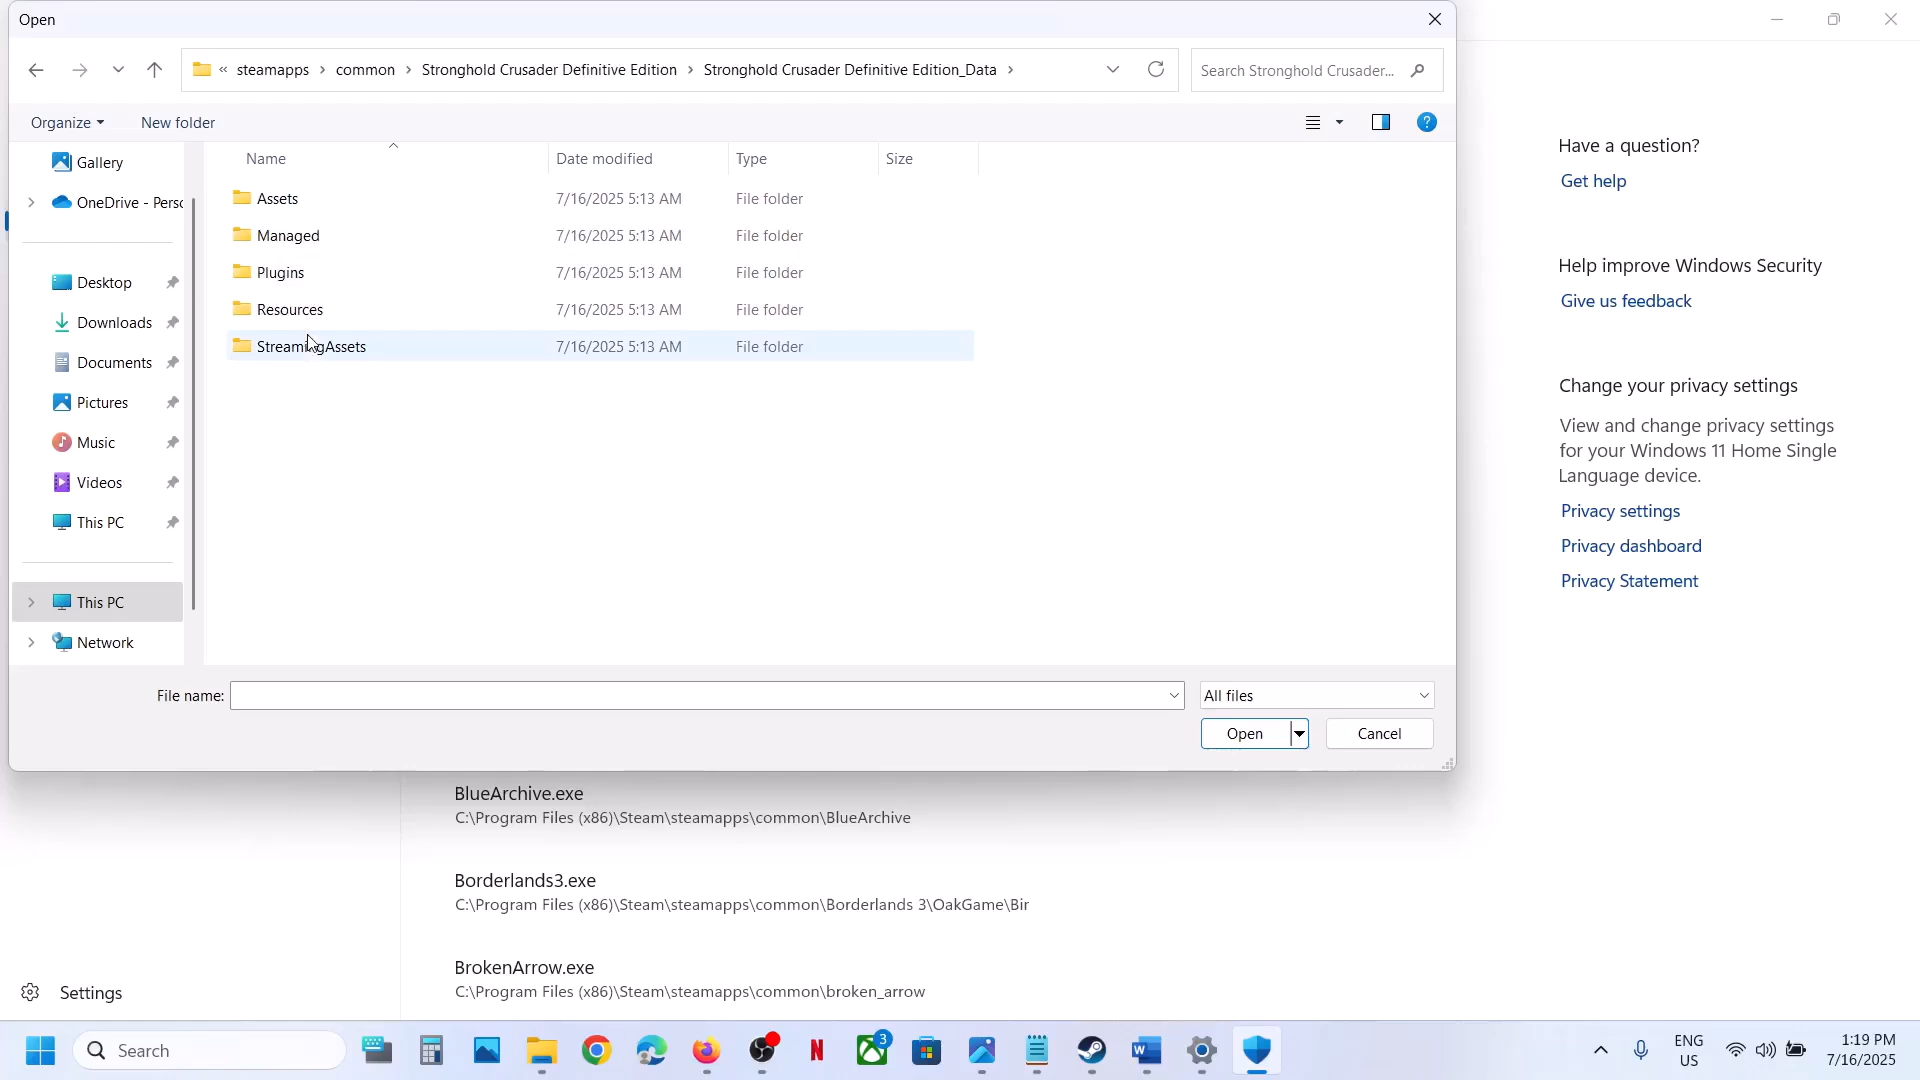 Open
« steamapps › common › Stronghold Crusader Definitive Edition › Stronghold Crusader Definitive Edition_Data ›
Search Stronghold Crusader...
Organize
New folder
Name
Date modified
Type
Size
Gallery
OneDrive - Perso
Desktop
Downloads
Documents
Pictures
Music
Videos
This PC
This PC
Network
Assets 7/16/2025 5:13 AM File folder
Managed 7/16/2025 5:13 AM File folder
Plugins 7/16/2025 5:13 AM File folder
Resources 7/16/2025 5:13 AM File folder
StreamingAssets 7/16/2025 5:13 AM File folder
File name:
All files
Open
Cancel
Have a question?
Get help
Help improve Windows Security
Give us feedback
Change your privacy settings
View and change privacy settings
for your Windows 11 Home Single
Language device.
Privacy settings
Privacy dashboard
Privacy Statement
BlueArchive.exe
C:\Program Files (x86)\Steam\steamapps\common\BlueArchive
Borderlands3.exe
C:\Program Files (x86)\Steam\steamapps\common\Borderlands 3\OakGame\Bir
BrokenArrow.exe
C:\Program Files (x86)\Steam\steamapps\common\broken_arrow
Settings
Search
3
ENG
US
1:19 PM
7/16/2025